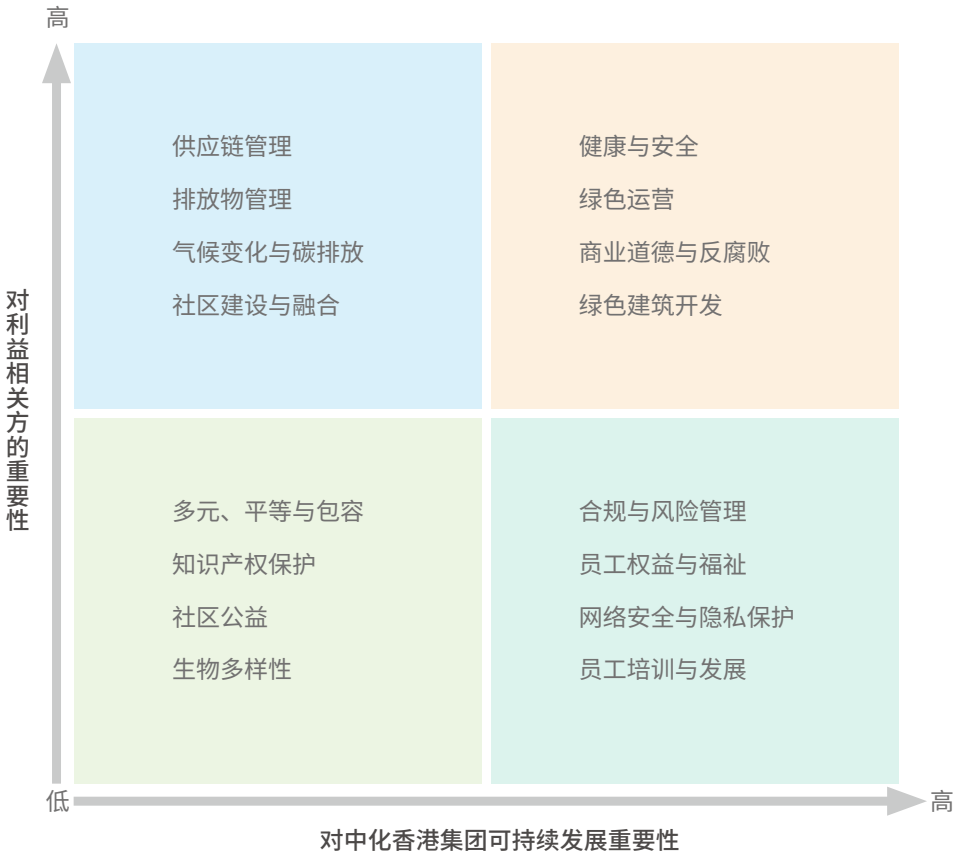 高
供应链管理
排放物管理
气候变化与碳排放
社区建设与融合
健康与安全
绿色运营
商业道德与反腐败
绿色建筑开发
对利益相关方的重要性
多元、平等与包容
知识产权保护
社区公益
生物多样性
合规与风险管理
员工权益与福祉
网络安全与隐私保护
员工培训与发展
低
高
对中化香港集团可持续发展重要性